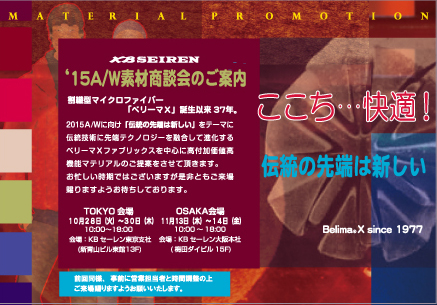 MATERIAL PROMOTION
KB SEIREN
'15A/W素材商談会のご案内
割繊型マイクロファイバー
「ベリーマX」誕生以来 37年。
2015A/Wに向け「伝統の先端は新しい」をテーマに
伝統技術に先端テクノロジーを融合して進化する
ベリーマXファブリックスを中心に高付加価値高
機能マテリアルのご提案をさせて頂きます。
お忙しい時期ではございますが是非ともご来場
賜りますようお待ちしております。
TOKYO 会場
10月28日(火)~30日(木)
10:00~18:00
会場:KBセーレン東京支社
(新青山ビル東館13F)
OSAKA会場
11月13日(木)~14日(金)
10:00~18:00
会場:KBセーレン大阪本社
(梅田ダイビル 15F)
前回同様、事前に営業担当者と時間調整の上
ご来場賜りますようお願いいたします。
ここち…快適!
伝統の先端は新しい
Belima®X since 1977